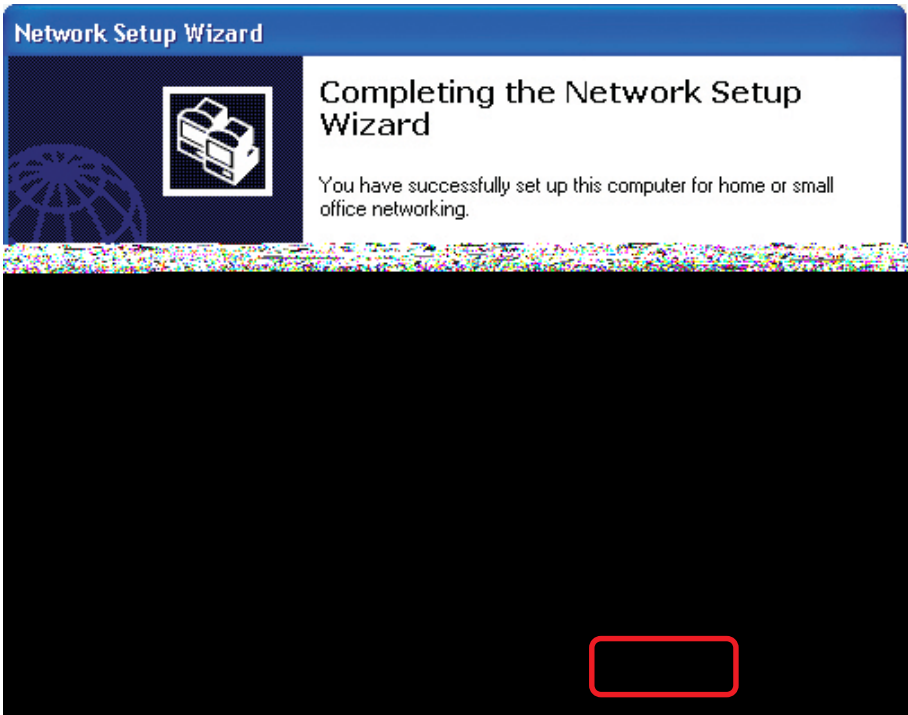 Network Setup Wizard
Completing the Network Setup
Wizard
You have successfully set up this computer for home or small
office networking.